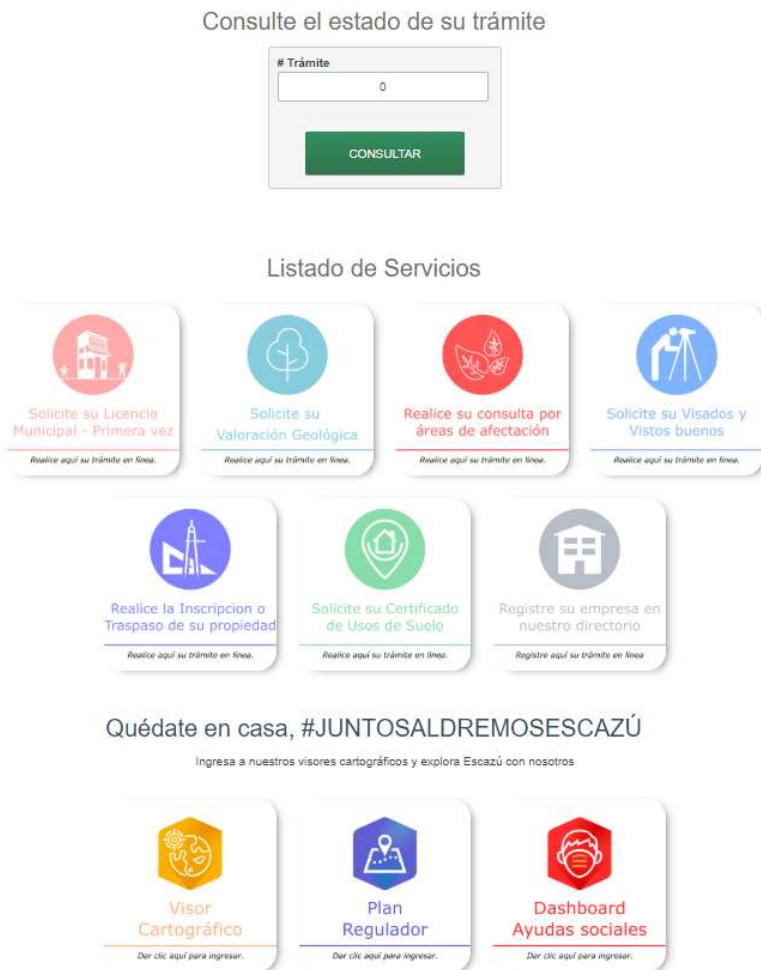 Consulte el estado de su trámite
# Trámite
0
CONSULTAR
Listado de Servicios
Solicite su Licencia
Municipal - Primera vez
Realice aquí su trámite en línea.
Solicite su
Valoración Geológica
Realice aquí su trámite en línea.
Realice su consulta por
áreas de afectación
Realice aquí su trámite en línea.
Solicite su Visados y
Vistos buenos
Realice aquí su trámite en línea.
Realice la Inscripcion o
Traspaso de su propiedad
Realice aquí su trámite en línea.
Solicite su Certificado
de Usos de Suelo
Realice aquí su trámite en línea.
Registre su empresa en
nuestro directorio
Registre aquí su trámite en línea
Quédate en casa, #JUNTOSALDREMOSESCAZÚ
Ingresa a nuestros visores cartográficos y explora Escazú con nosotros
Visor
Cartográfico
Dar clic aquí para ingresar.
Plan
Regulador
Dar clic aquí para ingresar.
Dashboard
Ayudas sociales
Dar clic aquí para ingresar.